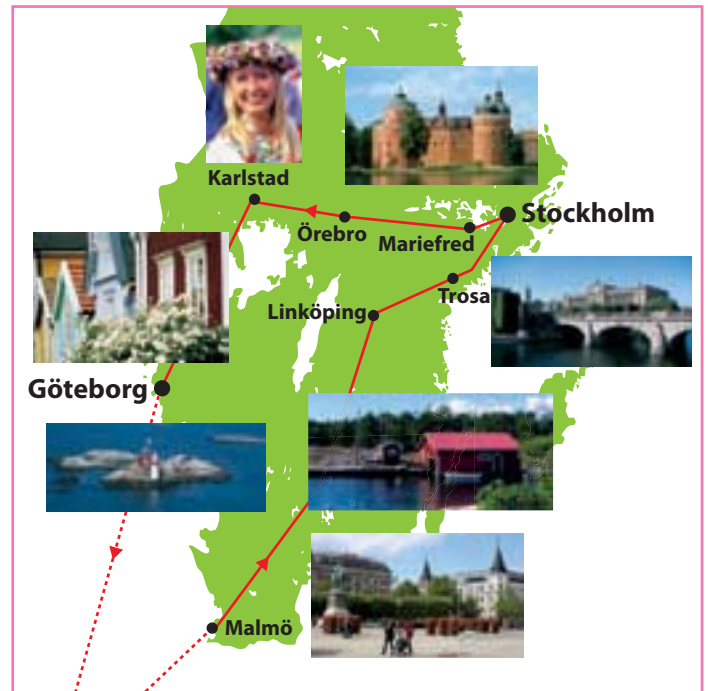 Karlstad
Stockholm
Örebro
Mariefred
Trosa
Linköping
Göteborg
Malmö